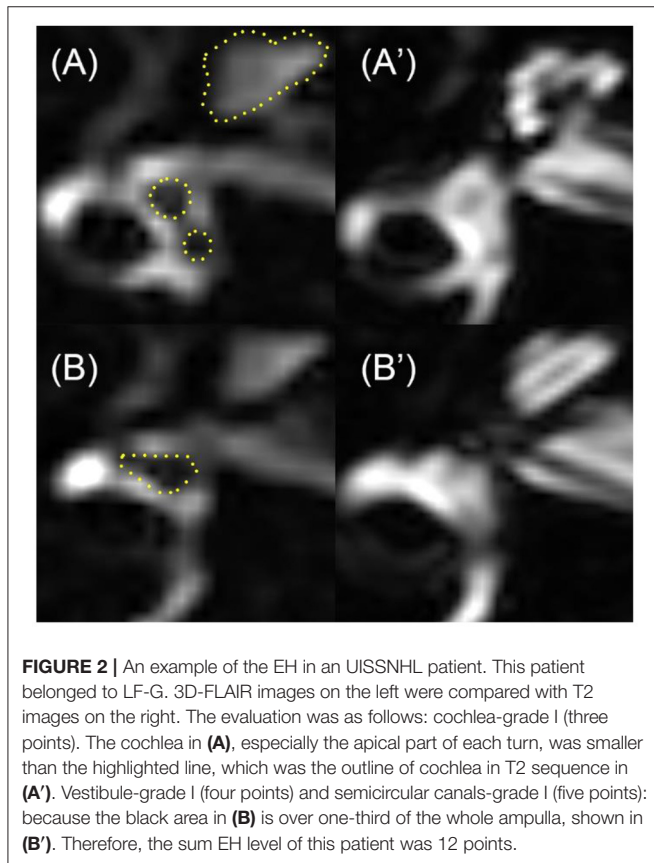 (A) (A')
(B) (B')
FIGURE 2 | An example of the EH in an UISSNHL patient. This patient
belonged to LF-G. 3D-FLAIR images on the left were compared with T2
images on the right. The evaluation was as follows: cochlea-grade I (three
points). The cochlea in (A), especially the apical part of each turn, was smaller
than the highlighted line, which was the outline of cochlea in T2 sequence in
(A′). Vestibule-grade I (four points) and semicircular canals-grade I (five points):
because the black area in (B) is over one-third of the whole ampulla, shown in
(B′). Therefore, the sum EH level of this patient was 12 points.